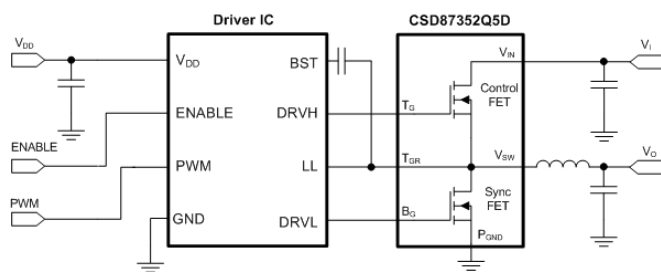 Driver IC
CSD87352Q5D
VDD
VDD
BST
VIN
VI
ENABLE
DRVH
TG
Control
FET
ENABLE
PWM
LL
TGR
VSW
VO
PWM
GND
DRVL
BG
Sync
FET
PGND